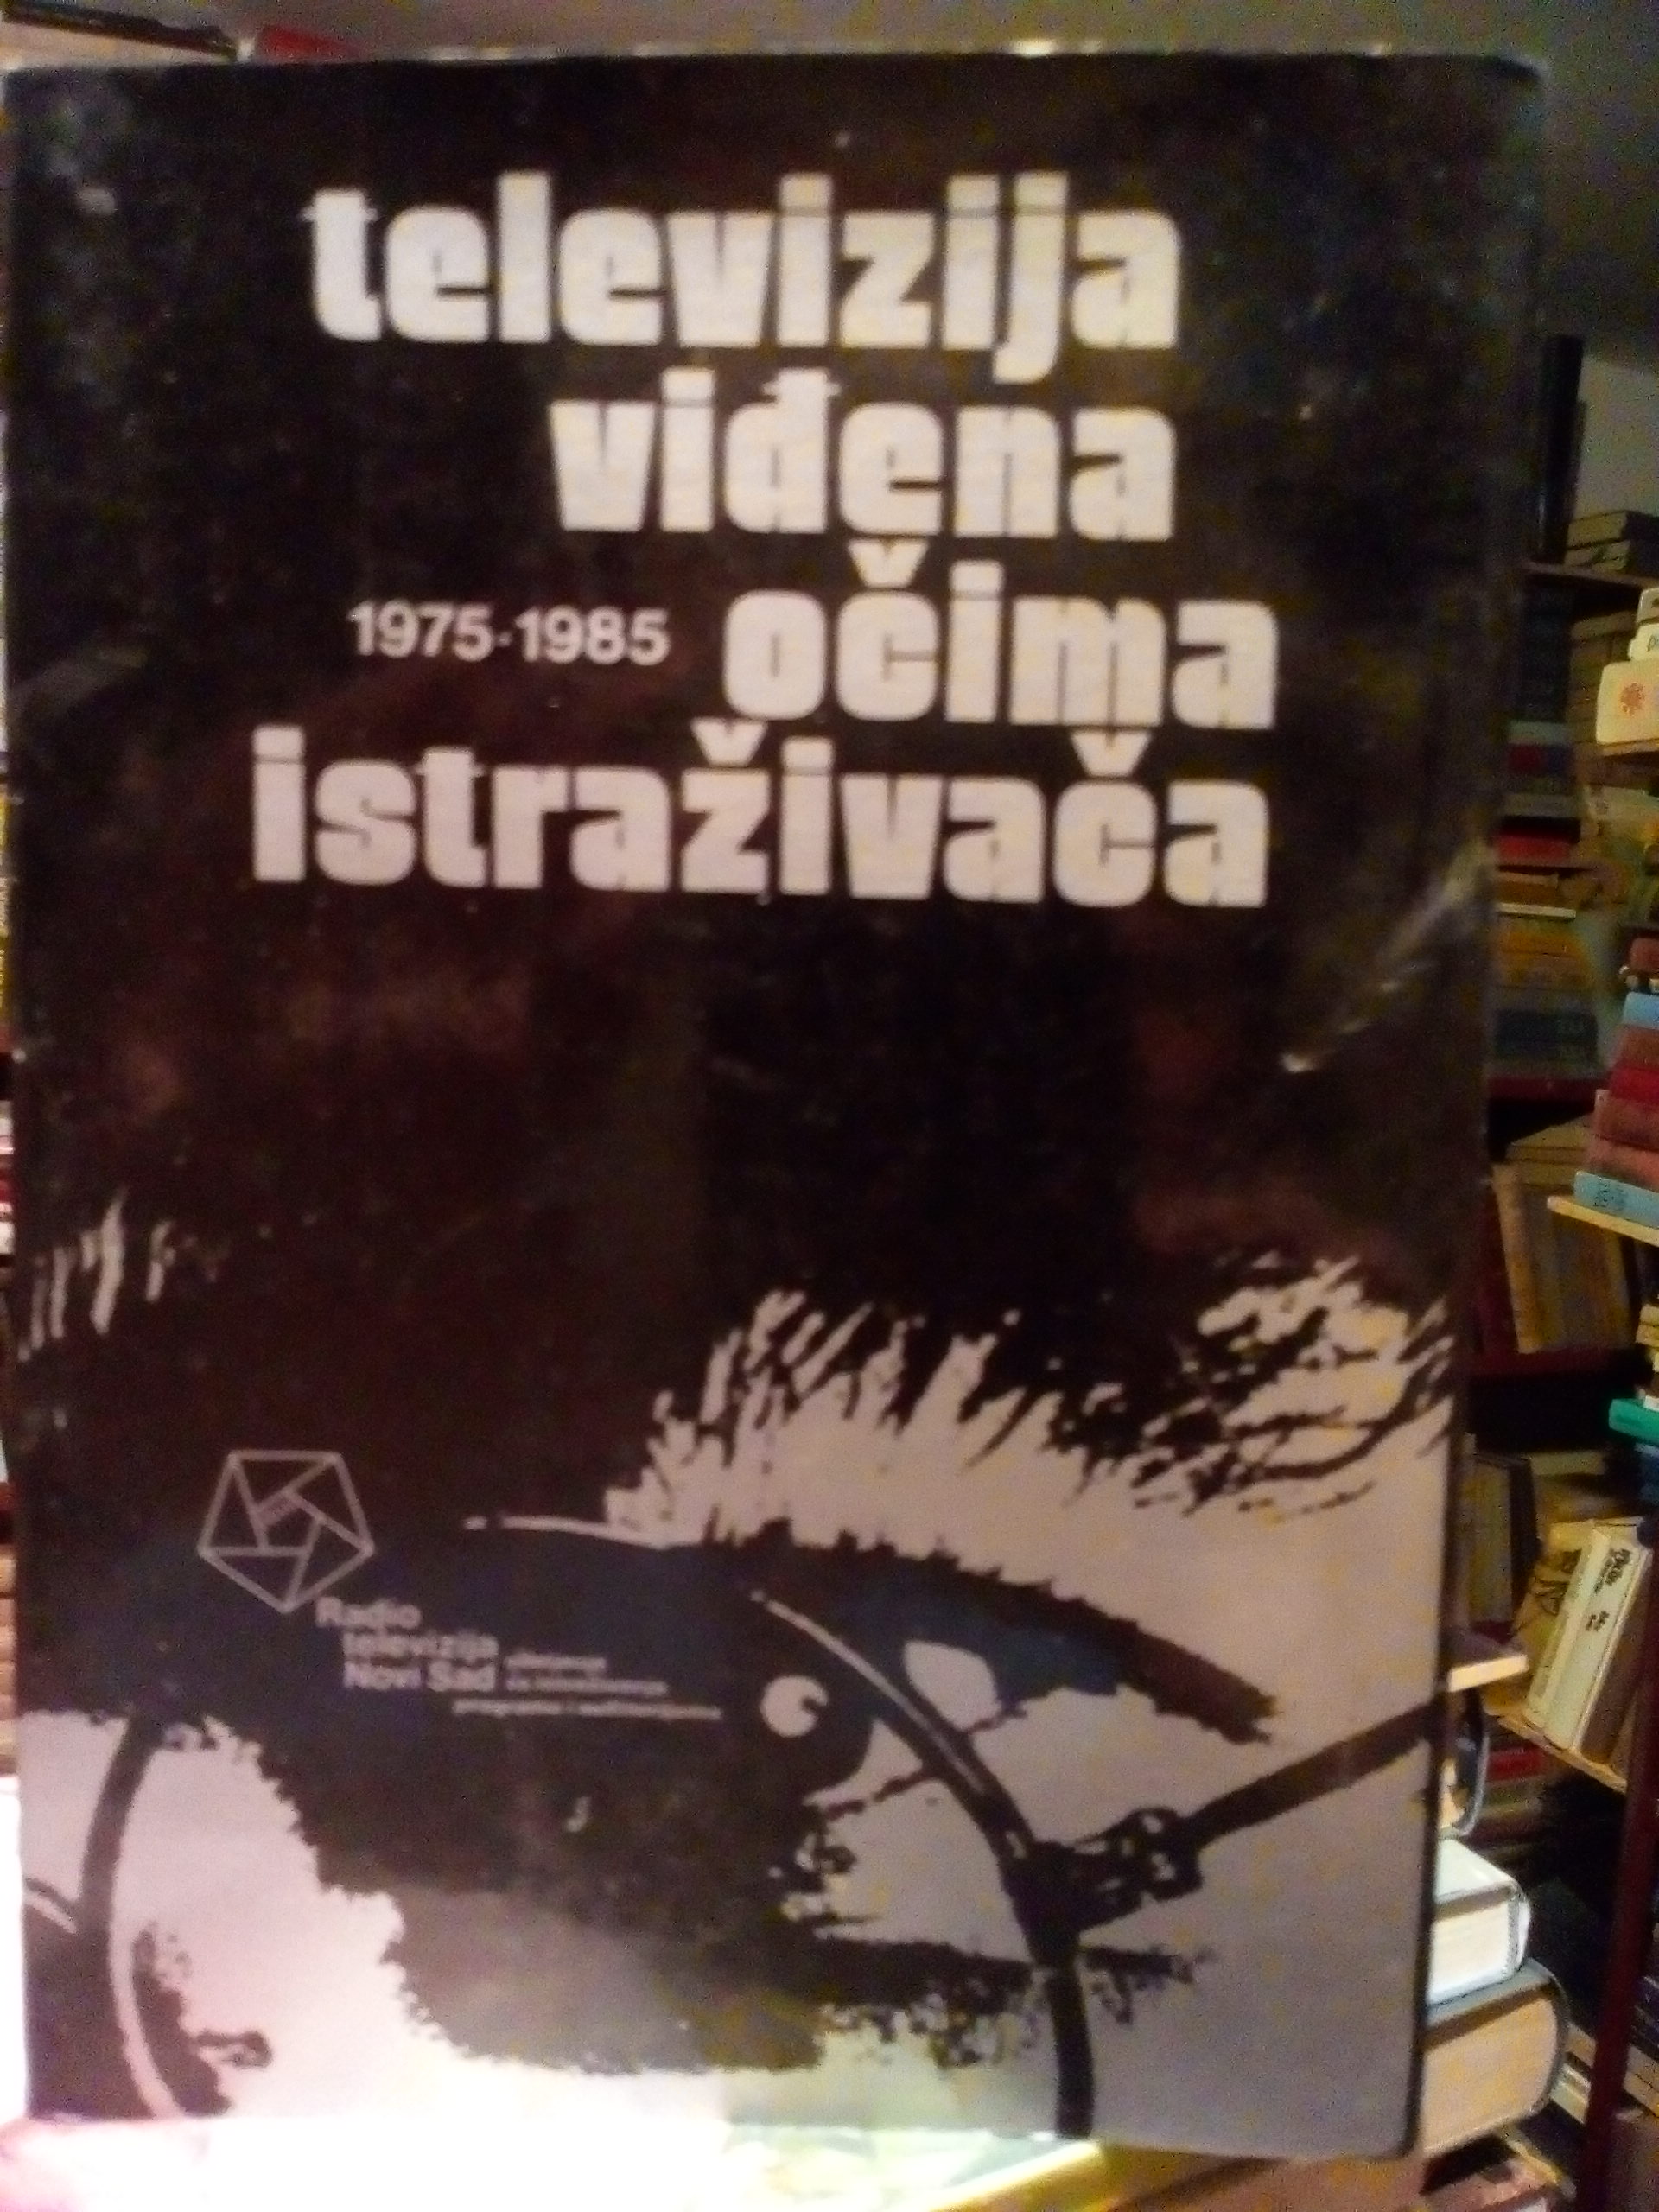 televizija
viđena
1975-1985 očima
istraživača
Radio
televizija
Novi Sad